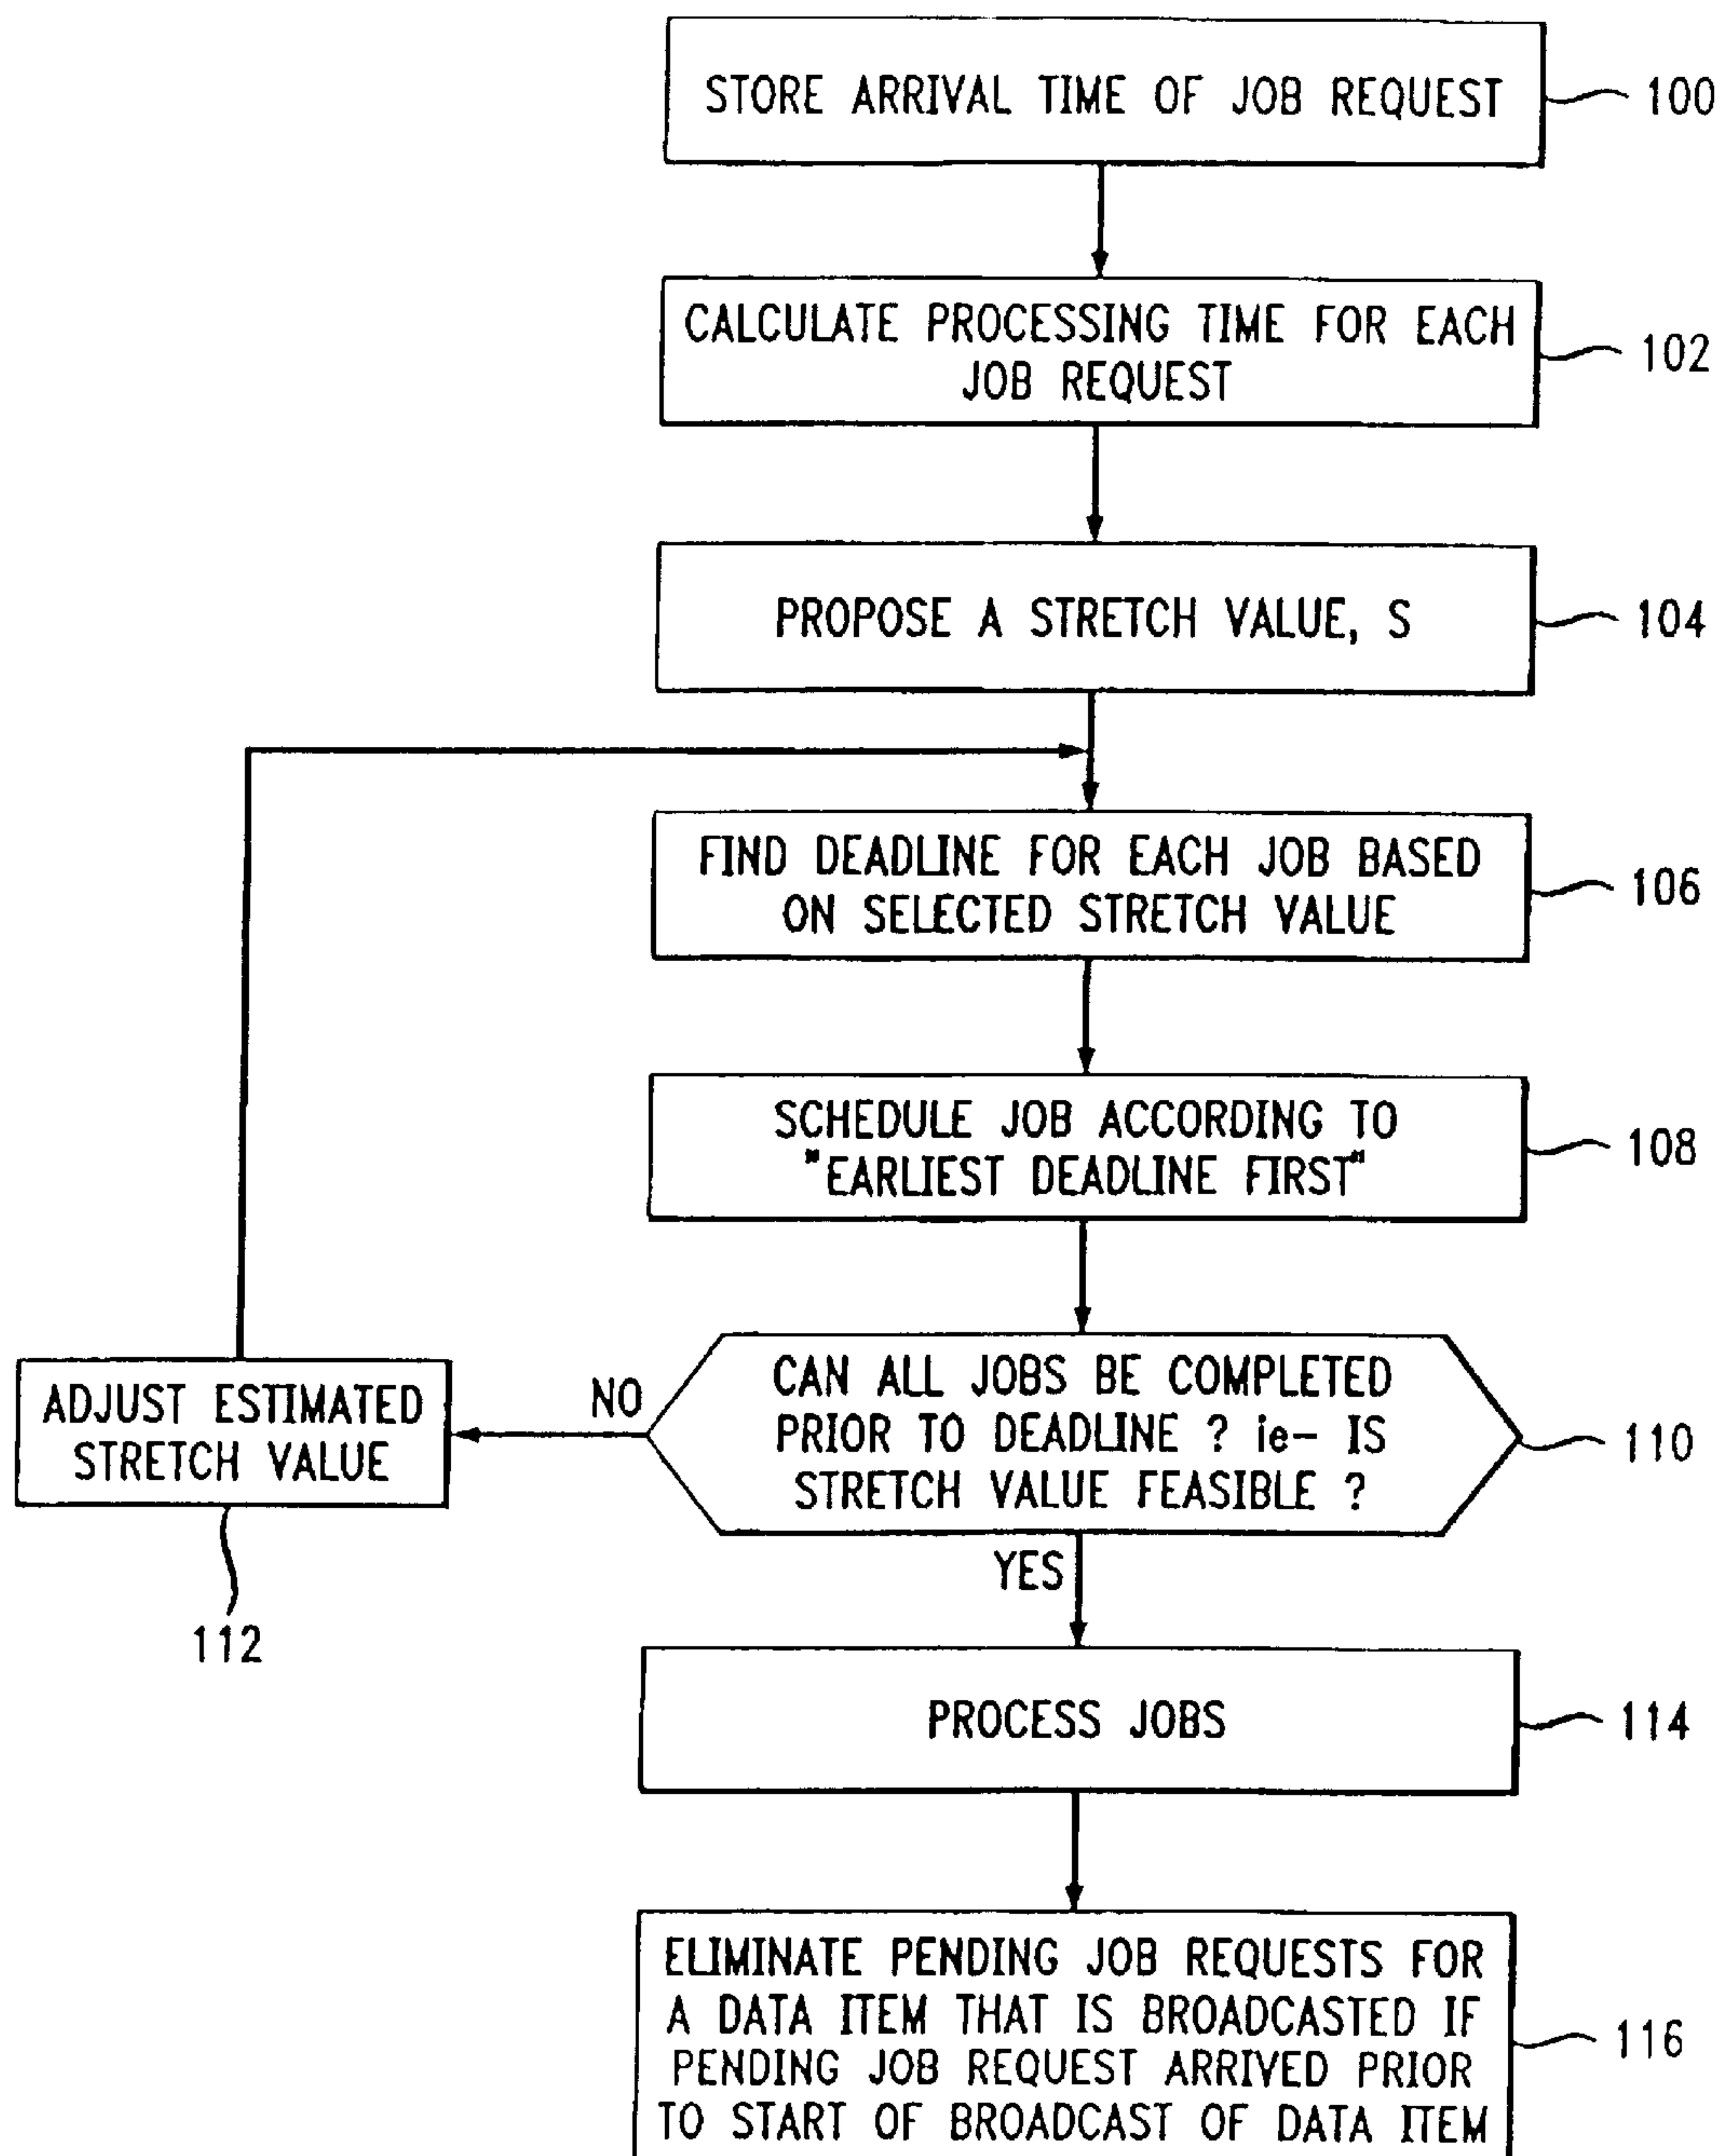 STORE ARRIVAL TIME OF JOB REQUEST
100
CALCULATE PROCESSING TIME FOR EACH
JOB REQUEST
102
PROPOSE A STRETCH VALUE, S
104
FIND DEADLINE FOR EACH JOB BASED
ON SELECTED STRETCH VALUE
106
SCHEDULE JOB ACCORDING TO
"EARLIEST DEADLINE FIRST"
108
CAN ALL JOBS BE COMPLETED
PRIOR TO DEADLINE ? ie- IS
STRETCH VALUE FEASIBLE ?
110
NO
ADJUST ESTIMATED
STRETCH VALUE
112
YES
PROCESS JOBS
114
ELIMINATE PENDING JOB REQUESTS FOR
A DATA ITEM THAT IS BROADCASTED IF
PENDING JOB REQUEST ARRIVED PRIOR
TO START OF BROADCAST OF DATA ITEM
116